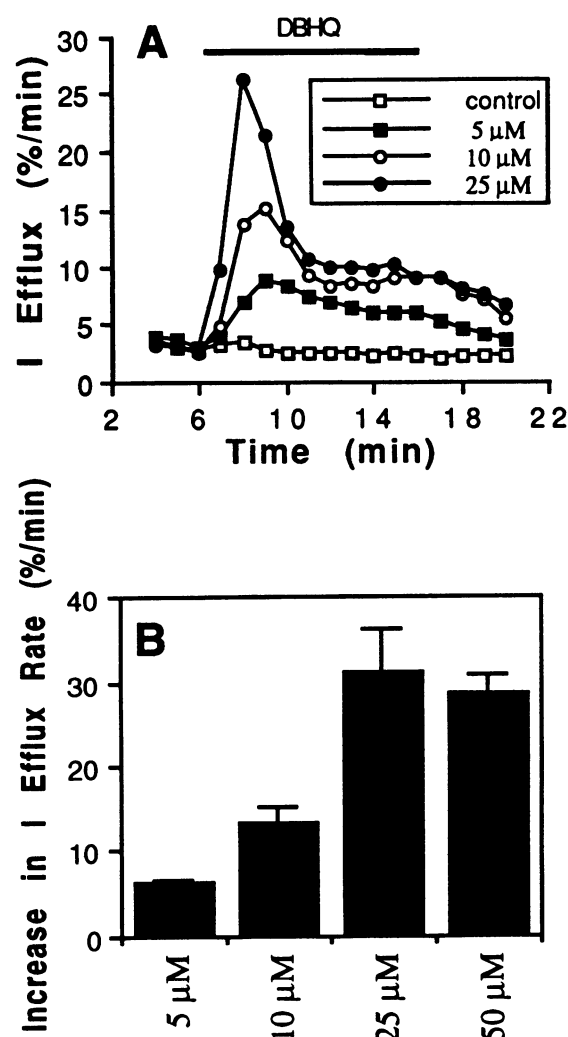 A
DBHQ
I Efflux (%/min)
30
25
20
15
10
5
0
control
5 µM
10 µM
25 µM
2 6 10 14 18 22
Time (min)
B
Increase in I Efflux Rate (%/min)
40
30
20
10
0
5 µM
10 µM
25 µM
50 µM